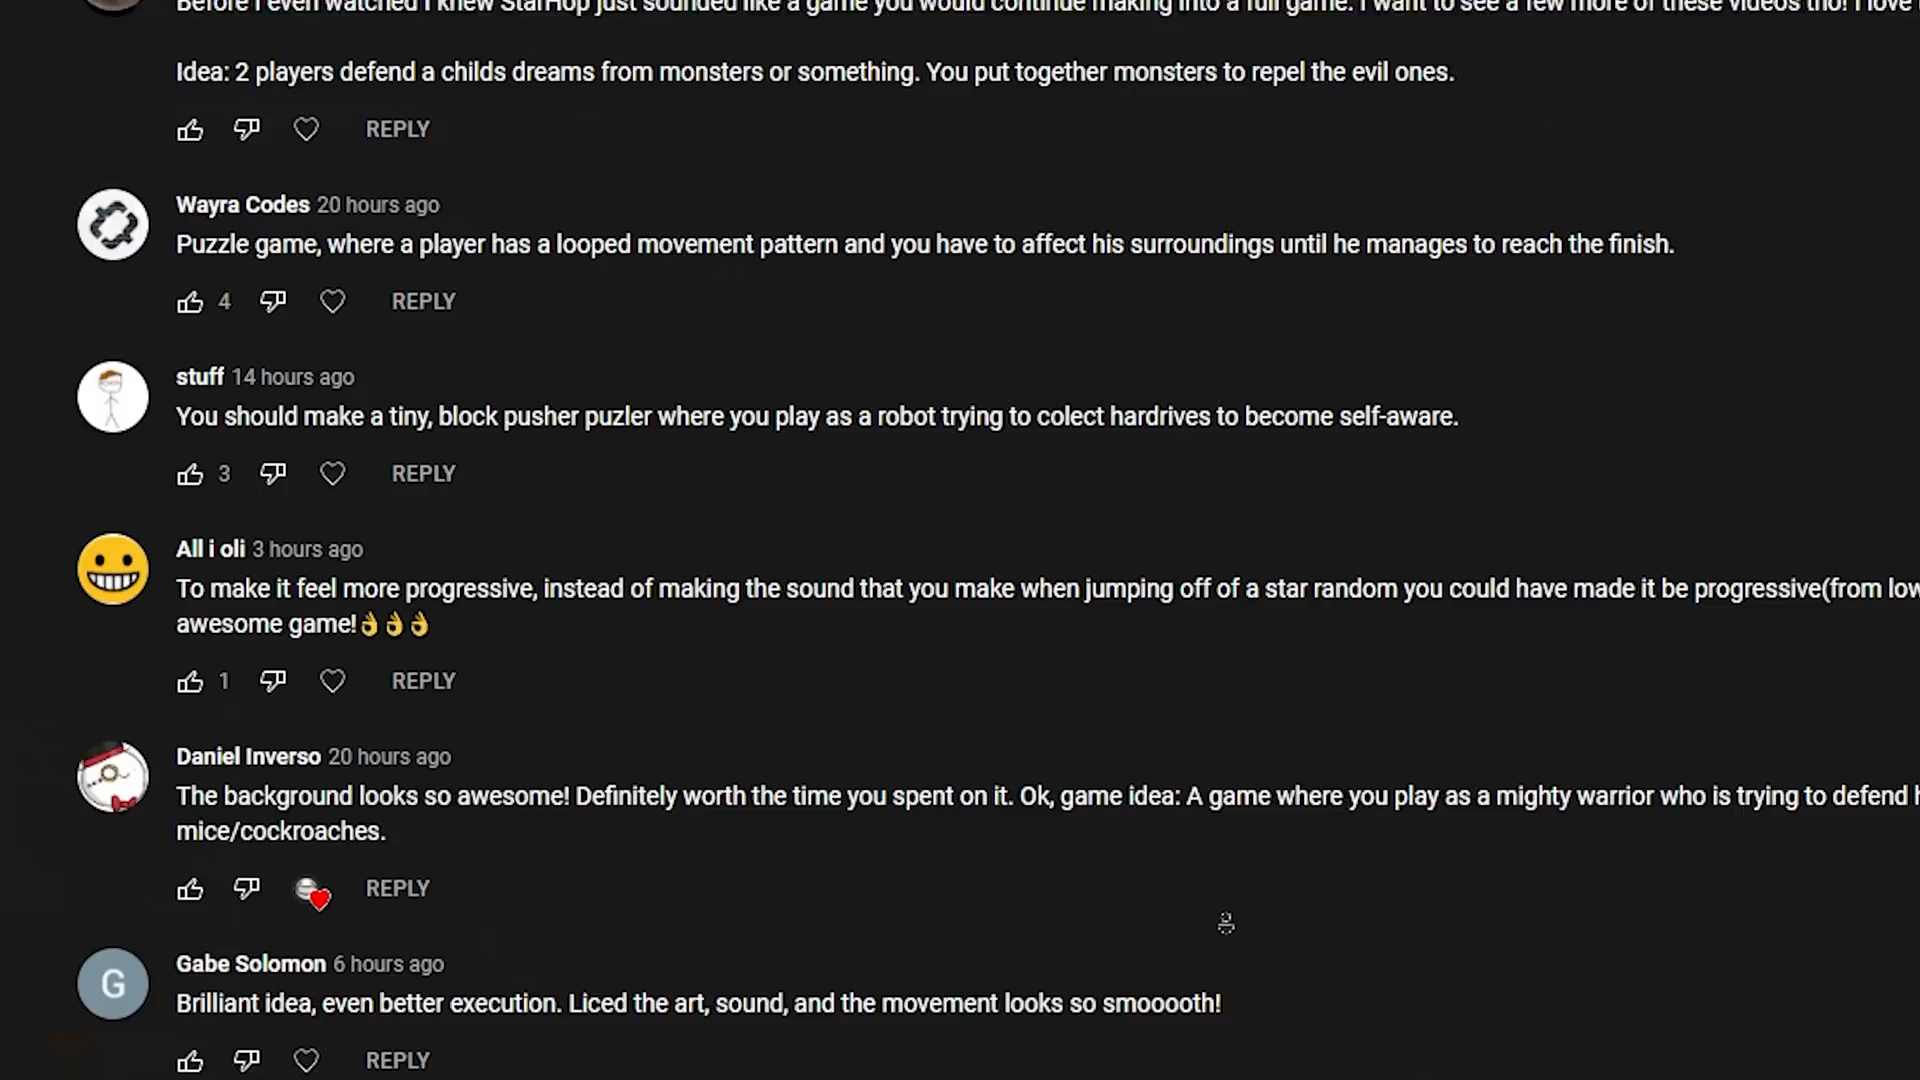 Before I even watched I knew StarHop just sounded like a game you would continue making into a full game. I want to see a few more of these videos tho! I love
Idea: 2 players defend a childs dreams from monsters or something. You put together monsters to repel the evil ones.
REPLY
Wayra Codes 20 hours ago
Puzzle game, where a player has a looped movement pattern and you have to affect his surroundings until he manages to reach the finish.
4 REPLY
stuff 14 hours ago
You should make a tiny, block pusher puzler where you play as a robot trying to colect hardrives to become self-aware.
3 REPLY
All i oli 3 hours ago
To make it feel more progressive, instead of making the sound that you make when jumping off of a star random you could have made it be progressive(from low
awesome game!👌👌👌
1 REPLY
Daniel Inverso 20 hours ago
The background looks so awesome! Definitely worth the time you spent on it. Ok, game idea: A game where you play as a mighty warrior who is trying to defend
mice/cockroaches.
REPLY
G
Gabe Solomon 6 hours ago
Brilliant idea, even better execution. Liced the art, sound, and the movement looks so smooooth!
REPLY